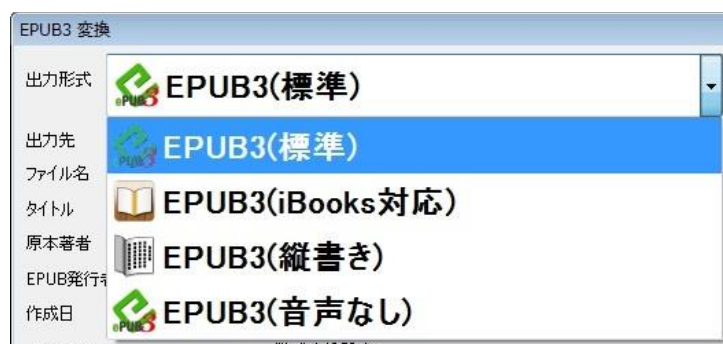 EPUB3 変換
出力形式
EPUB3(標準)
出力先
EPUB3(標準)
ファイル名
タイトル
EPUB3(iBooks対応)
原本著者
EPUB3(縦書き)
EPUB発行者
作成日
EPUB3(音声なし)